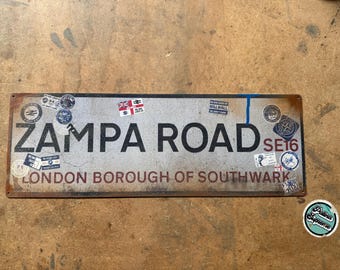 ZAMPA ROAD
SE16
LONDON BOROUGH OF SOUTHWARK